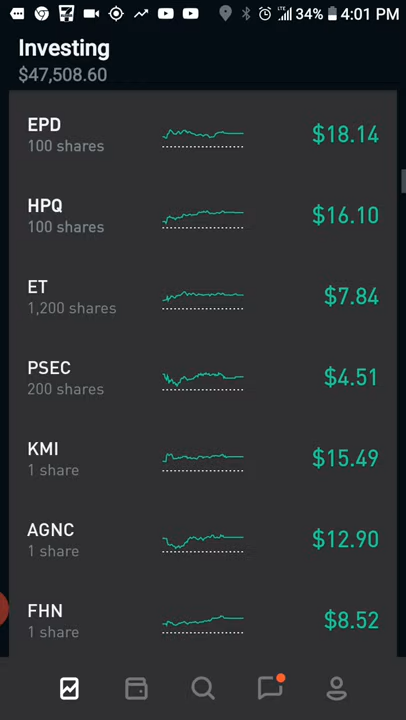 LTE 34% 4:01 PM
Investing
$47,508.60
EPD
100 shares
$18.14
HPQ
100 shares
$16.10
ET
1,200 shares
$7.84
PSEC
200 shares
$4.51
KMI
1 share
$15.49
AGNC
1 share
$12.90
FHN
1 share
$8.52